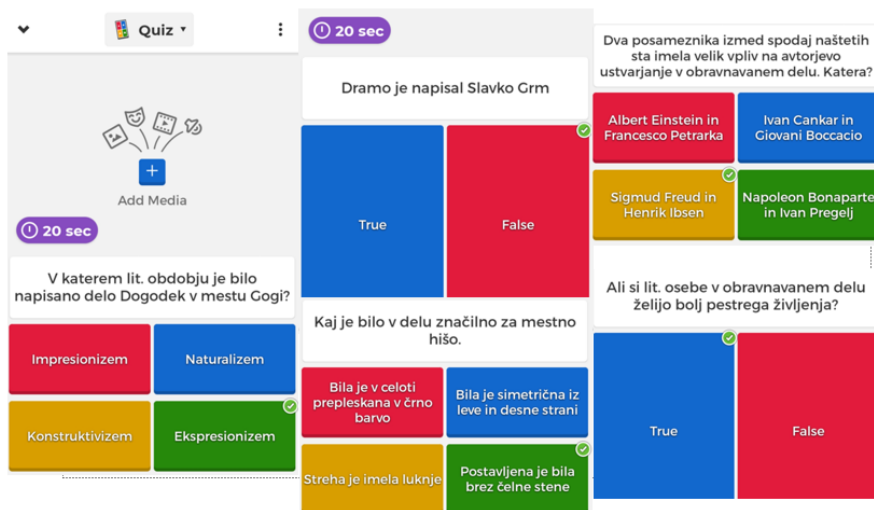 Quiz
Add Media
20 sec
V katerem lit. obdobju je bilo
napisano delo Dogodek v mestu Gogi?
Impresionizem
Naturalizem
Konstruktivizem
Ekspresionizem
20 sec
Dramo je napisal Slavko Grm
True
False
Kaj je bilo v delu značilno za mestno
hišo.
Bila je v celoti
prepleskana v črno
barvo
Bila je simetrična iz
leve in desne strani
Streha je imela luknje
Postavljena je bila
brez čelne stene
Dva posameznika izmed spodaj naštetih
sta imela velik vpliv na avtorjevo
ustvarjanje v obravnavanem delu. Katera?
Albert Einstein in
Francesco Petrarka
Ivan Cankar in
Giovani Boccacio
Sigmud Freud in
Henrik Ibsen
Napoleon Bonaparte
in Ivan Pregelj
Ali si lit. osebe v obravnavanem delu
želijo bolj pestrega življenja?
True
False